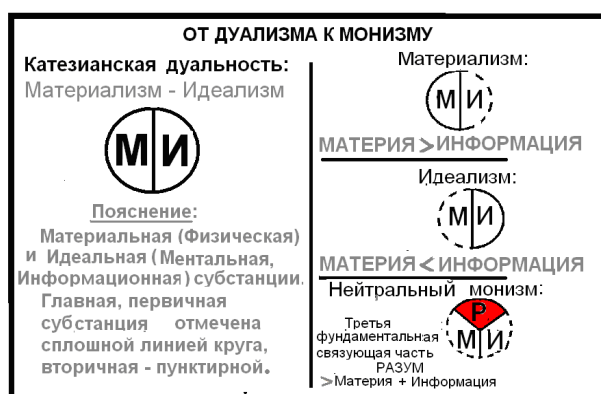 ОТ ДУАЛИЗМА К МОНИЗМУ
Катезианская дуальность:
Материализм - Идеализм
М И
Пояснение:
Материальная (Физическая)
и Идеальная (Ментальная,
Информационная) субстанции.
Главная, первичная
субстанция отмечена
сплошной линией круга,
вторичная - пунктирной.
Материализм:
М И
МАТЕРИЯ > ИНФОРМАЦИЯ
Идеализм:
М И
МАТЕРИЯ < ИНФОРМАЦИЯ
Нейтральный монизм:
Третья
фундаментальная
связующая часть
РАЗУМ
> Материя + Информация
Р
М И